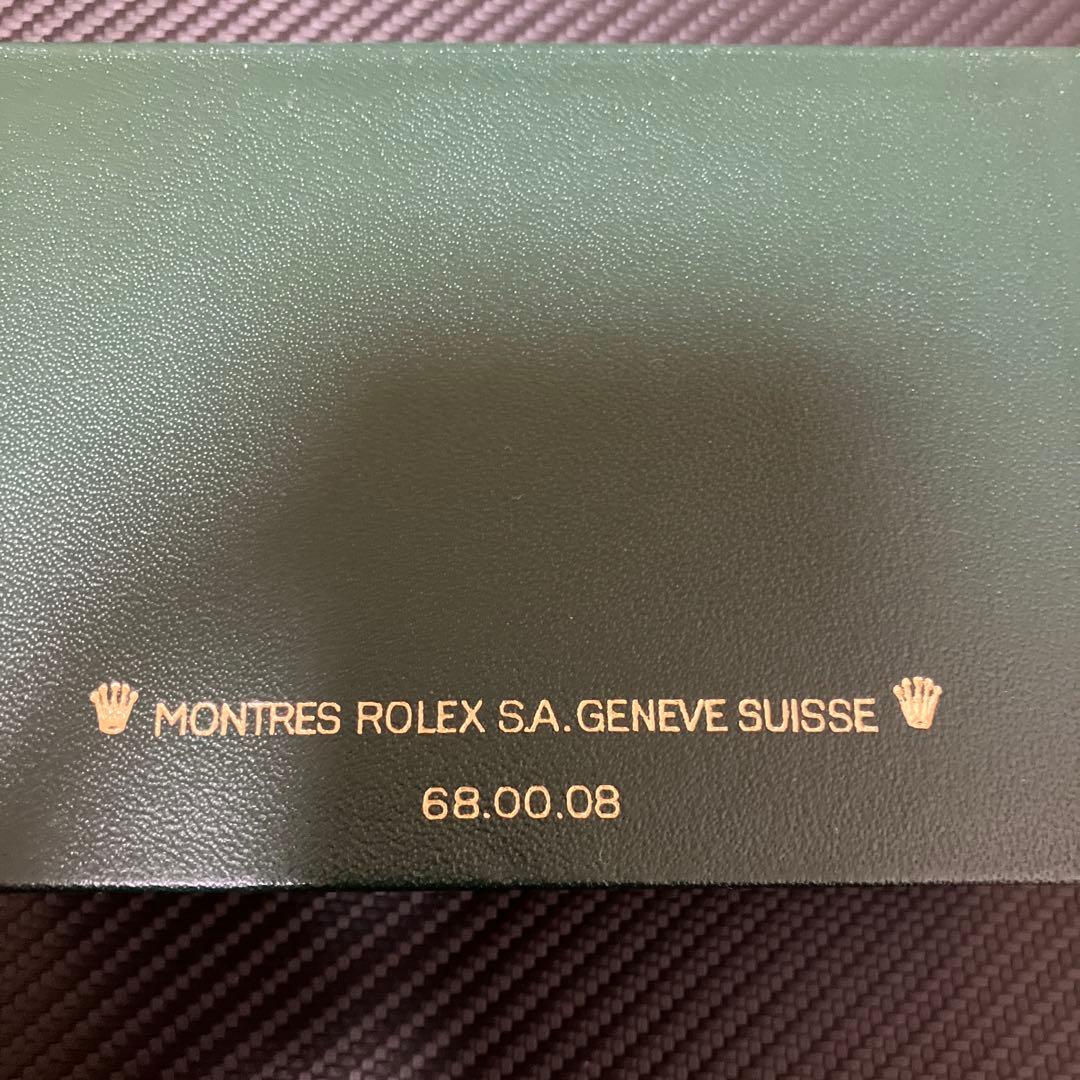 MONTRES ROLEX S.A. GENEVE SUISSE
68.00.08